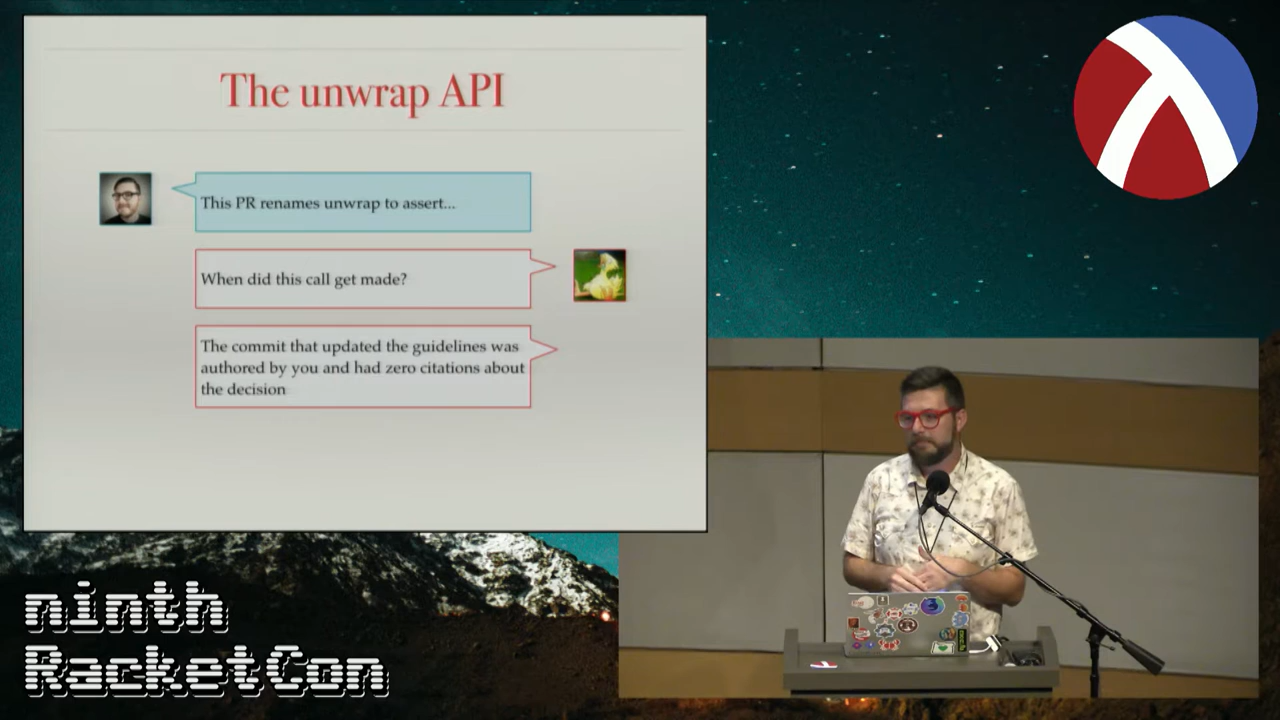 The unwrap API
This PR renames unwrap to assert...
When did this call get made?
The commit that updated the guidelines was
authored by you and had zero citations about
the decision
ninth
RacketCon